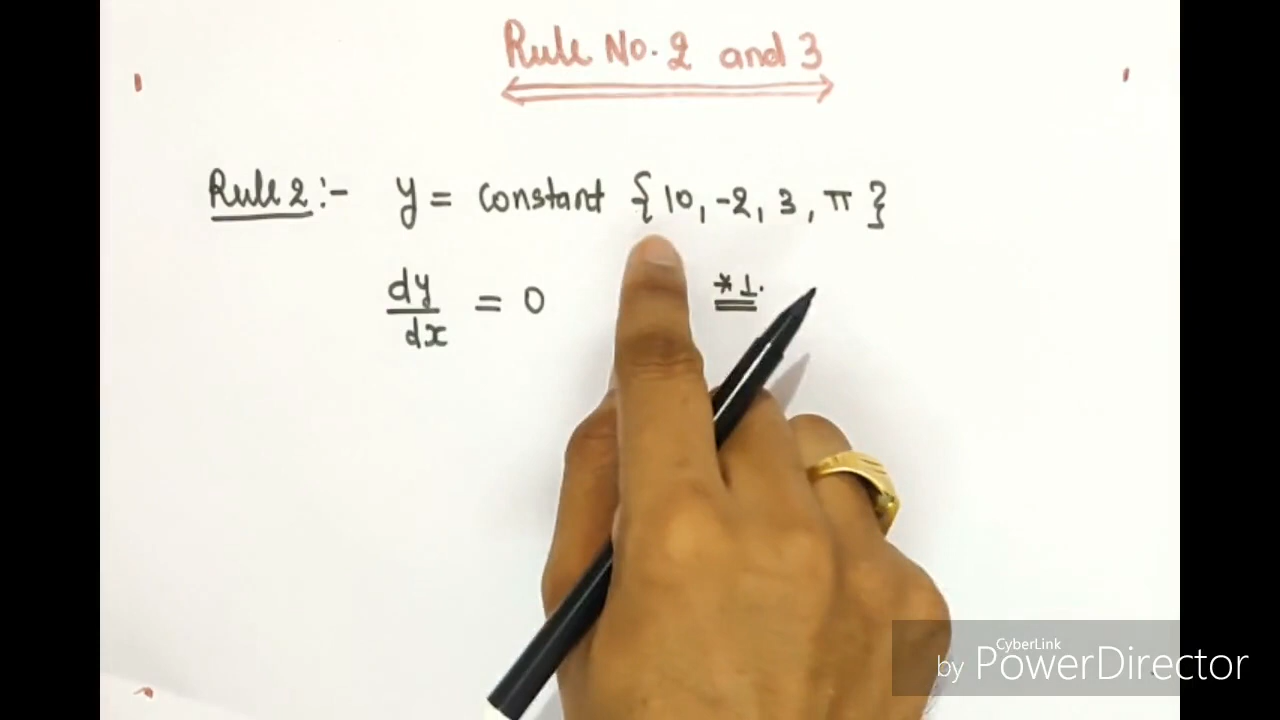 Rule No. 2 and 3
Rule 2 :- y = constant { 10, -2, 3, π }
dy/dx = 0
*1.
CyberLink
by PowerDirector